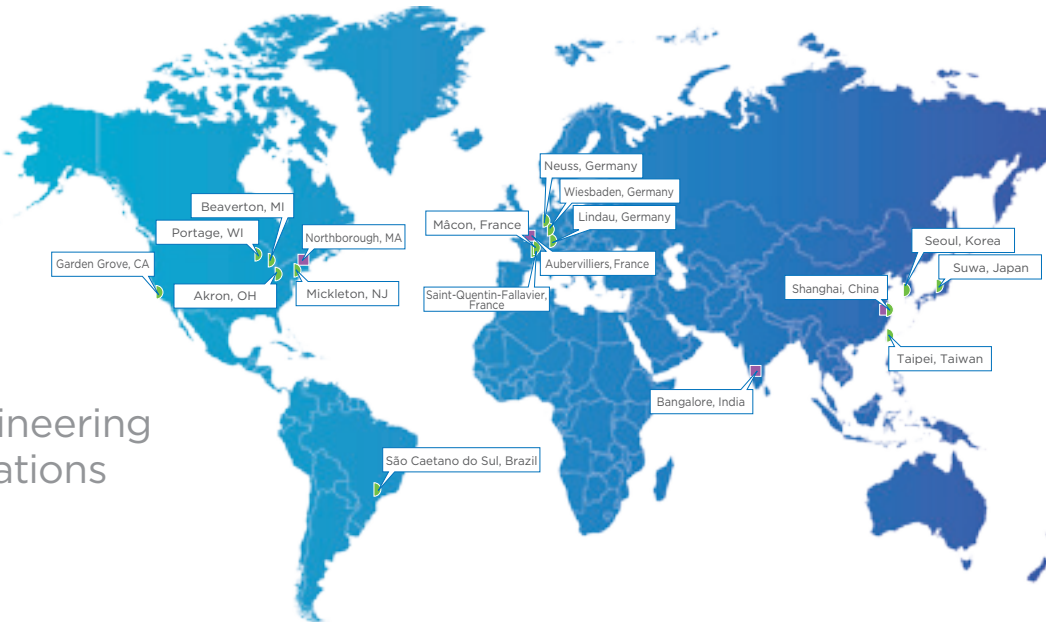 Neuss, Germany
Wiesbaden, Germany
Beaverton, MI
Lindau, Germany
Mâcon, France
Portage, WI
Northborough, MA
Seoul, Korea
Garden Grove, CA
Aubervilliers, France
Suwa, Japan
Akron, OH
Mickleton, NJ
Saint-Quentin-Fallavier,
France
Shanghai, China
Taipei, Taiwan
Bangalore, India
ineering
ations
São Caetano do Sul, Brazil